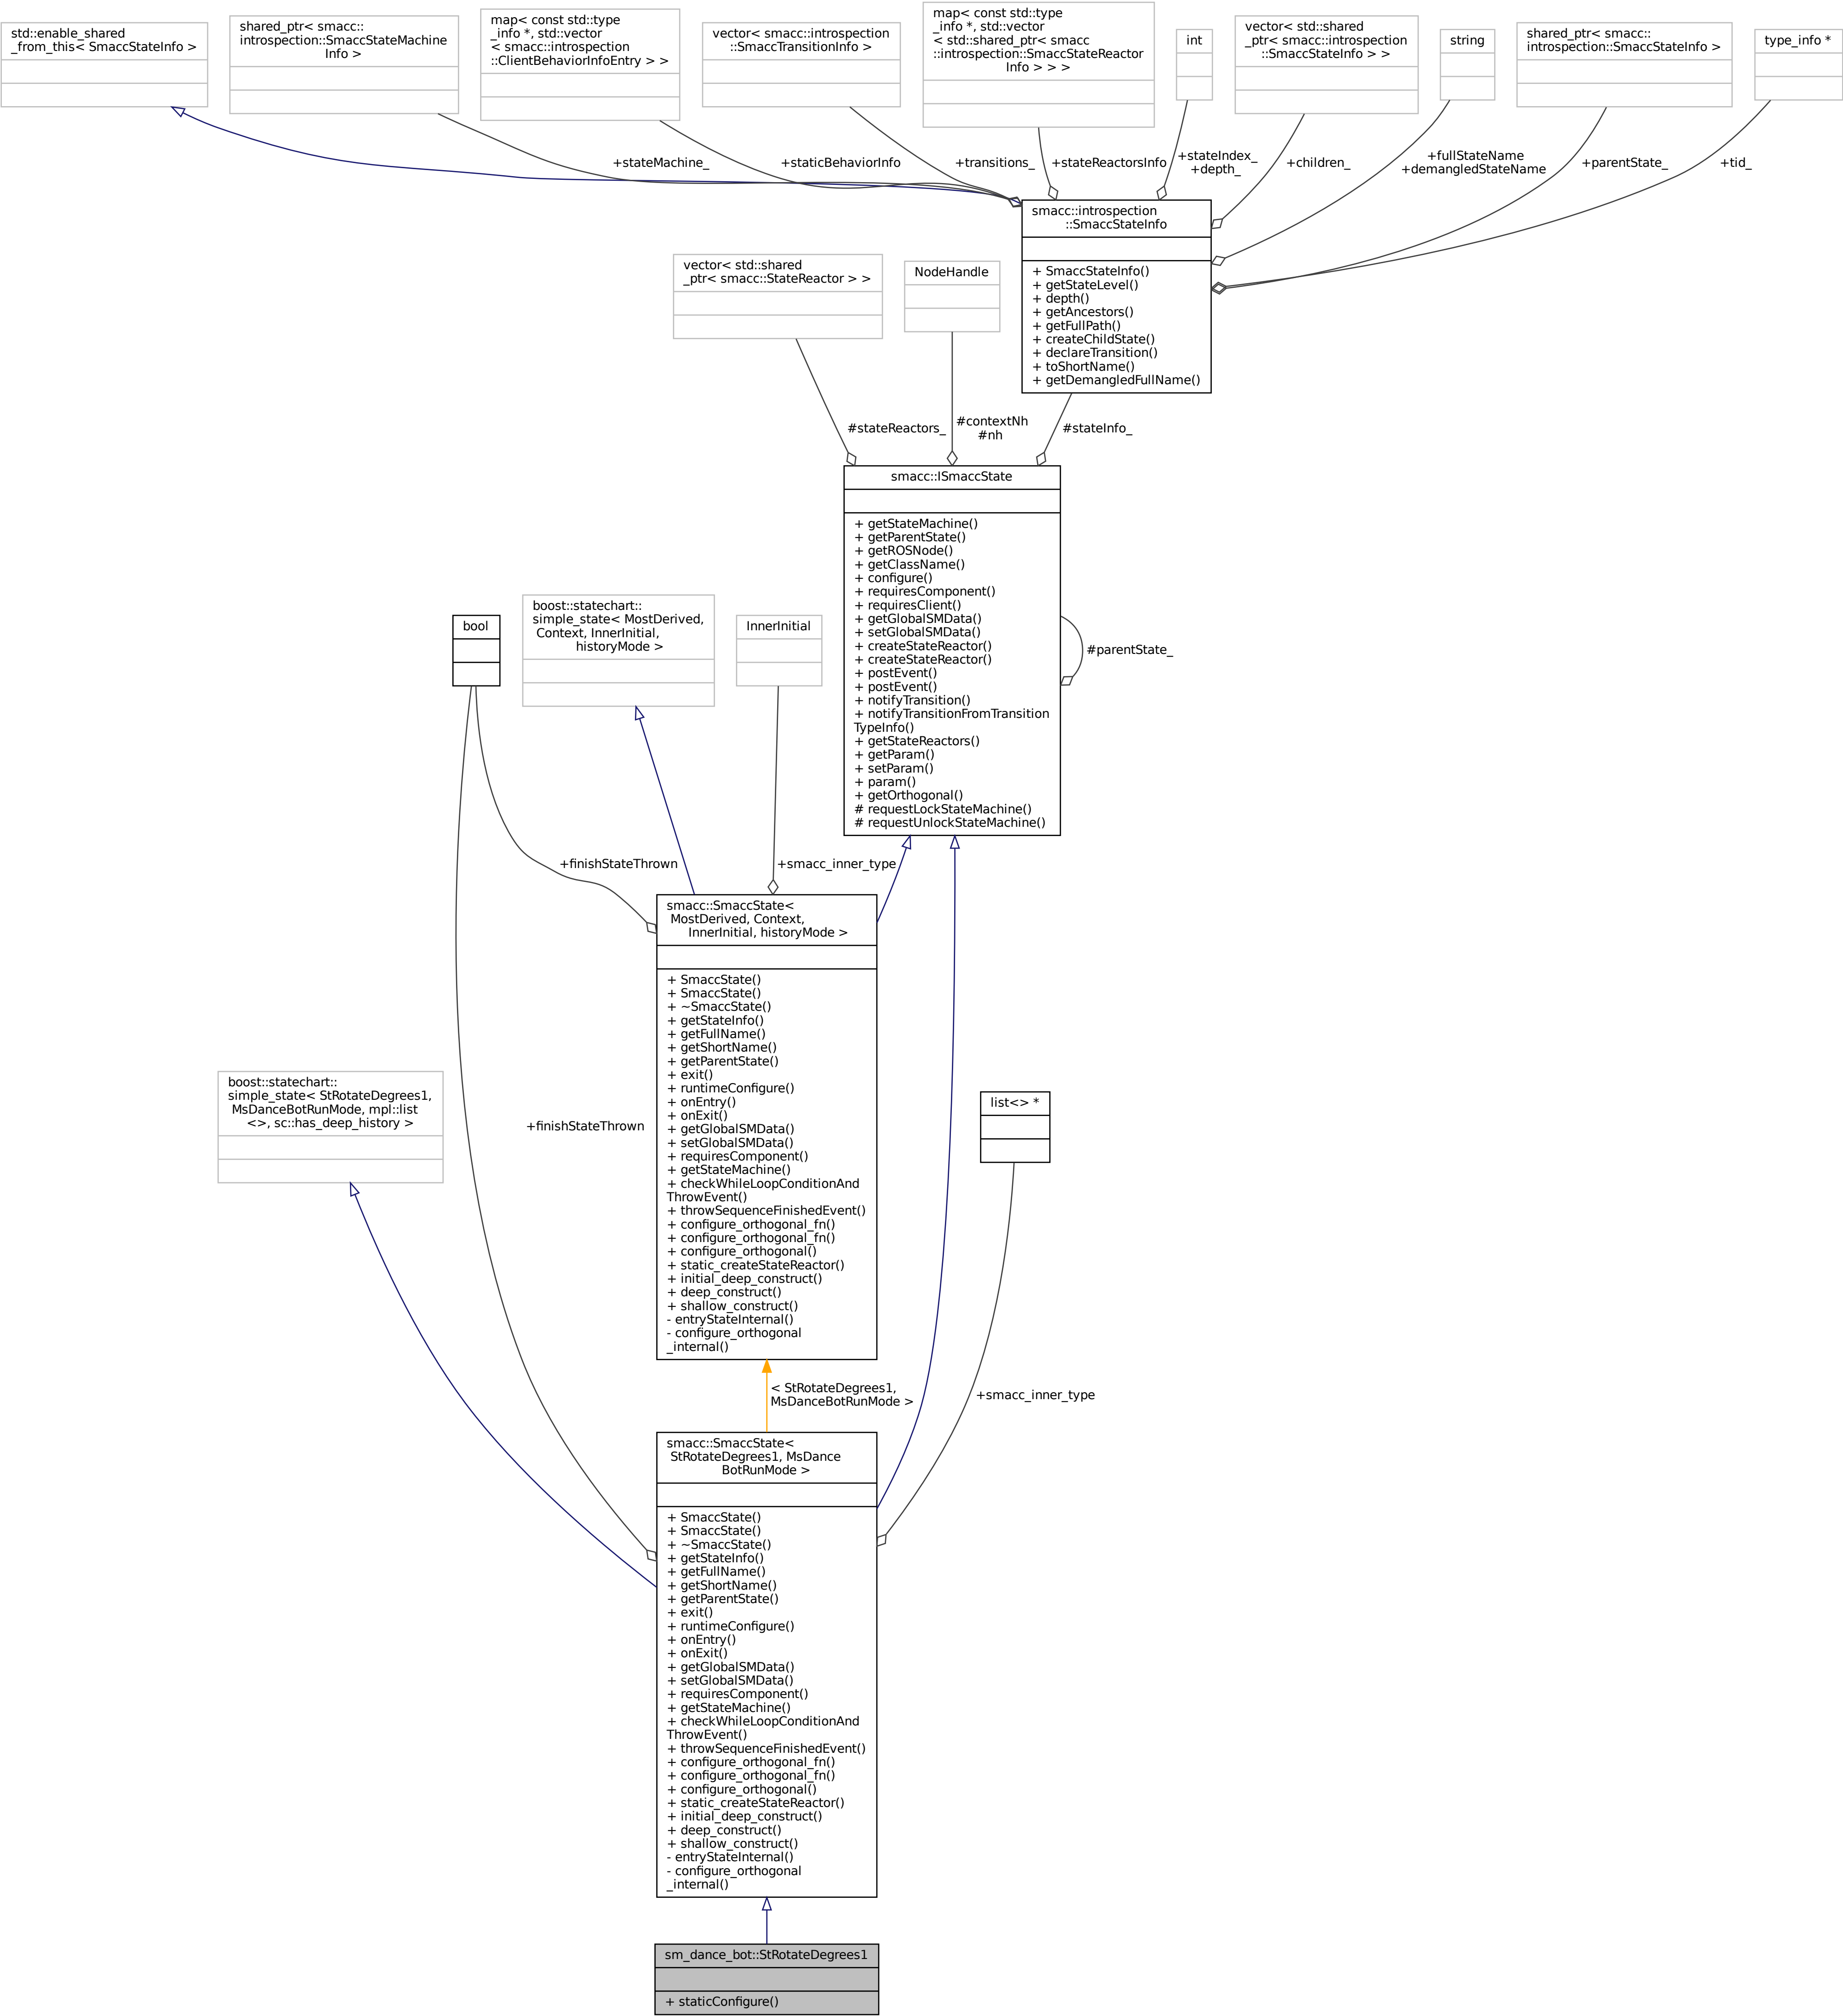 std::enable_shared
_from_this< SmaccStateInfo >
shared_ptr< smacc::
introspection::SmaccStateMachine
Info >
map< const std::type
_info *, std::vector
< smacc::introspection
::ClientBehaviorInfoEntry > >
vector< smacc::introspection
::SmaccTransitionInfo >
map< const std::type
_info *, std::vector
< std::shared_ptr< smacc
::introspection::SmaccStateReactor
Info > > >
int
vector< std::shared
_ptr< smacc::introspection
::SmaccStateInfo > >
string
shared_ptr< smacc::
introspection::SmaccStateInfo >
type_info *
+stateMachine_
+staticBehaviorInfo
+transitions_
+stateReactorsInfo
+stateIndex_
+depth_
+children_
+fullStateName
+demangledStateName
+parentState_
+tid_
smacc::introspection
::SmaccStateInfo
+ SmaccStateInfo()
+ getStateLevel()
+ depth()
+ getAncestors()
+ getFullPath()
+ createChildState()
+ declareTransition()
+ toShortName()
+ getDemangledFullName()
vector< std::shared
_ptr< smacc::StateReactor > >
NodeHandle
#stateReactors_
#contextNh
#nh
#stateInfo_
smacc::ISmaccState
+ getStateMachine()
+ getParentState()
+ getROSNode()
+ getClassName()
+ configure()
+ requiresComponent()
+ requiresClient()
+ getGlobalSMData()
+ setGlobalSMData()
+ createStateReactor()
+ createStateReactor()
+ postEvent()
+ postEvent()
+ notifyTransition()
+ notifyTransitionFromTransition
TypeInfo()
+ getStateReactors()
+ getParam()
+ setParam()
+ param()
+ getOrthogonal()
# requestLockStateMachine()
# requestUnlockStateMachine()
#parentState_
bool
boost::statechart::
simple_state< MostDerived,
Context, InnerInitial,
historyMode >
InnerInitial
+finishStateThrown
+smacc_inner_type
smacc::SmaccState<
MostDerived, Context,
InnerInitial, historyMode >
+ SmaccState()
+ SmaccState()
+ ~SmaccState()
+ getStateInfo()
+ getFullName()
+ getShortName()
+ getParentState()
+ exit()
+ runtimeConfigure()
+ onEntry()
+ onExit()
+ getGlobalSMData()
+ setGlobalSMData()
+ requiresComponent()
+ getStateMachine()
+ checkWhileLoopConditionAnd
ThrowEvent()
+ throwSequenceFinishedEvent()
+ configure_orthogonal_fn()
+ configure_orthogonal_fn()
+ configure_orthogonal()
+ static_createStateReactor()
+ initial_deep_construct()
+ deep_construct()
+ shallow_construct()
- entryStateInternal()
- configure_orthogonal
_internal()
boost::statechart::
simple_state< StRotateDegrees1,
MsDanceBotRunMode, mpl::list
<>, sc::has_deep_history >
+finishStateThrown
list<> *
< StRotateDegrees1,
MsDanceBotRunMode >
+smacc_inner_type
smacc::SmaccState<
StRotateDegrees1, MsDance
BotRunMode >
+ SmaccState()
+ SmaccState()
+ ~SmaccState()
+ getStateInfo()
+ getFullName()
+ getShortName()
+ getParentState()
+ exit()
+ runtimeConfigure()
+ onEntry()
+ onExit()
+ getGlobalSMData()
+ setGlobalSMData()
+ requiresComponent()
+ getStateMachine()
+ checkWhileLoopConditionAnd
ThrowEvent()
+ throwSequenceFinishedEvent()
+ configure_orthogonal_fn()
+ configure_orthogonal_fn()
+ configure_orthogonal()
+ static_createStateReactor()
+ initial_deep_construct()
+ deep_construct()
+ shallow_construct()
- entryStateInternal()
- configure_orthogonal
_internal()
sm_dance_bot::StRotateDegrees1
+ staticConfigure()